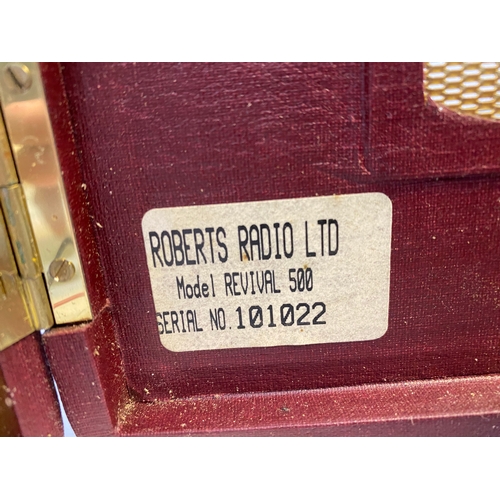 ROBERTS RADIO LTD
Model REVIVAL 500
SERIAL NO. 101022